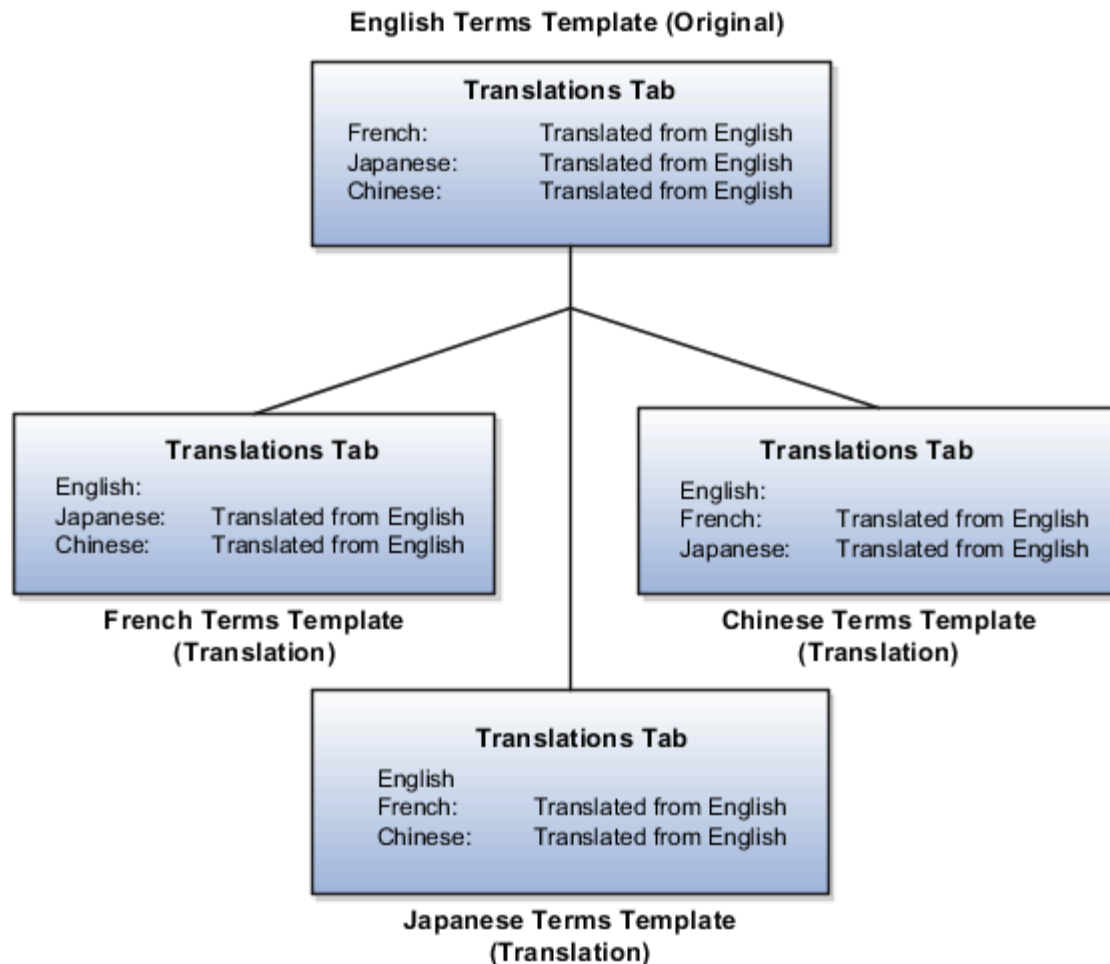 English Terms Template (Original)
Translations Tab
French: Translated from English
Japanese: Translated from English
Chinese: Translated from English
Translations Tab
English:
Japanese: Translated from English
Chinese: Translated from English
French Terms Template
(Translation)
Translations Tab
English:
French: Translated from English
Japanese: Translated from English
Chinese Terms Template
(Translation)
Translations Tab
English
French: Translated from English
Chinese: Translated from English
Japanese Terms Template
(Translation)